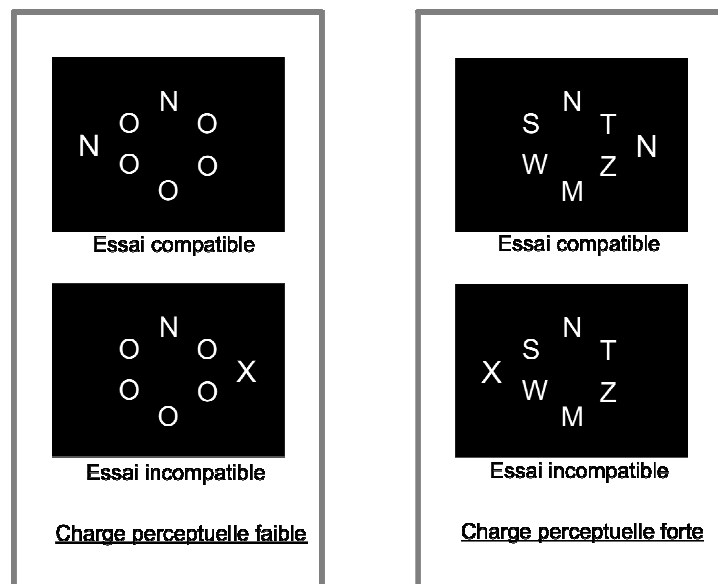 N
O O
N
O O
O
Essai compatible
N
O O
X
O O
O
Essai incompatible
Charge perceptuelle faible
N
S T
N
W Z
M
Essai compatible
N
S T
X
W Z
M
Essai incompatible
Charge perceptuelle forte